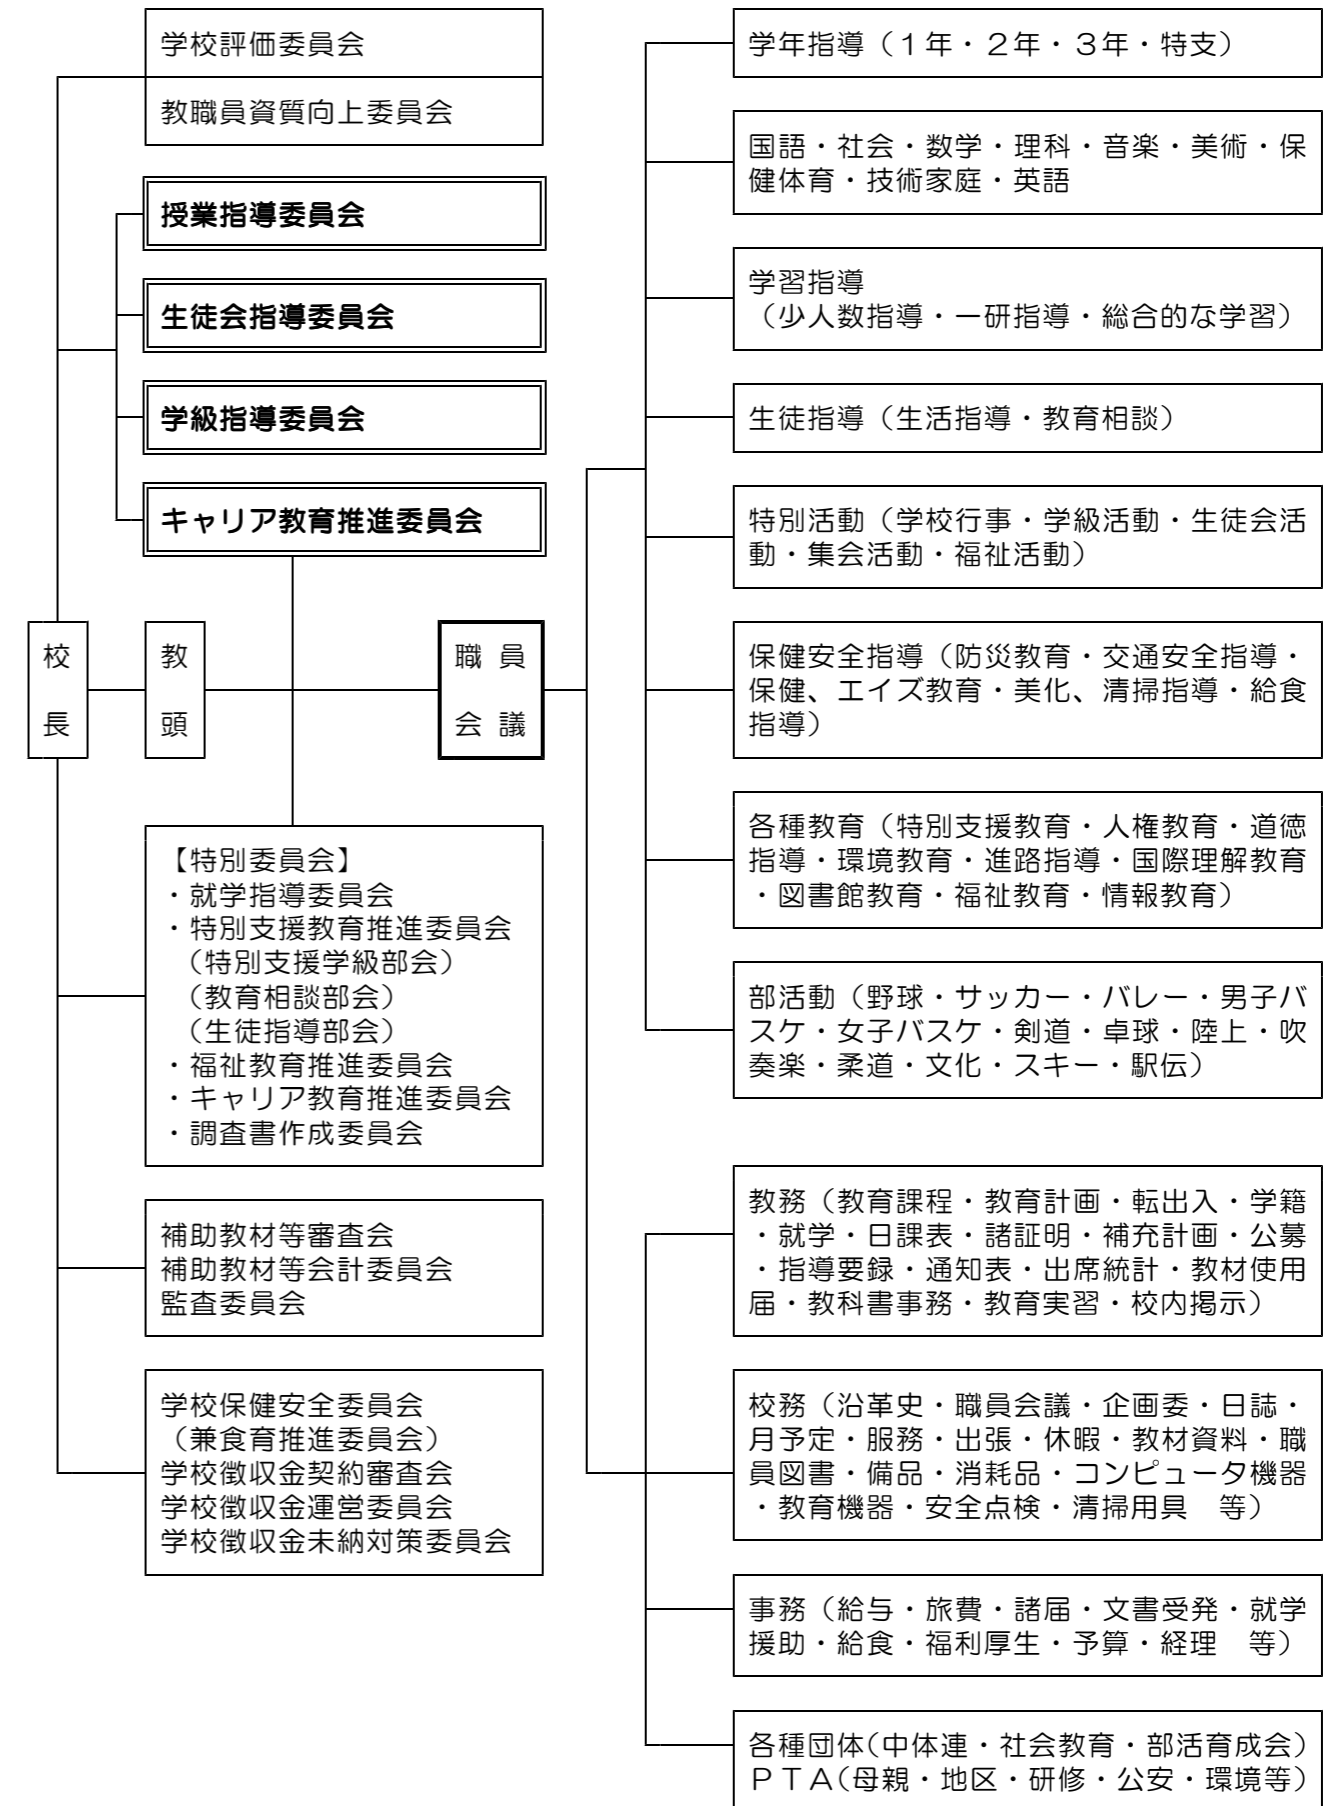 学校評価委員会
教職員資質向上委員会
授業指導委員会
生徒会指導委員会
学級指導委員会
キャリア教育推進委員会
校
長
教
頭
職 員
会 議
【特別委員会】
・就学指導委員会
・特別支援教育推進委員会
（特別支援学級部会）
（教育相談部会）
（生徒指導部会）
・福祉教育推進委員会
・キャリア教育推進委員会
・調査書作成委員会
補助教材等審査会
補助教材等会計委員会
監査委員会
学校保健安全委員会
（兼食育推進委員会）
学校徴収金契約審査会
学校徴収金運営委員会
学校徴収金未納対策委員会
学年指導（１年・２年・３年・特支）
国語・社会・数学・理科・音楽・美術・保
健体育・技術家庭・英語
学習指導
（少人数指導・一研指導・総合的な学習）
生徒指導（生活指導・教育相談）
特別活動（学校行事・学級活動・生徒会活
動・集会活動・福祉活動）
保健安全指導（防災教育・交通安全指導・
保健、エイズ教育・美化、清掃指導・給食
指導）
各種教育（特別支援教育・人権教育・道徳
指導・環境教育・進路指導・国際理解教育
・図書館教育・福祉教育・情報教育）
部活動（野球・サッカー・バレー・男子バ
スケ・女子バスケ・剣道・卓球・陸上・吹
奏楽・柔道・文化・スキー・駅伝）
教務（教育課程・教育計画・転出入・学籍
・就学・日課表・諸証明・補充計画・公募
・指導要録・通知表・出席統計・教材使用
届・教科書事務・教育実習・校内掲示）
校務（沿革史・職員会議・企画委・日誌・
月予定・服務・出張・休暇・教材資料・職
員図書・備品・消耗品・コンピュータ機器
・教育機器・安全点検・清掃用具　等）
事務（給与・旅費・諸届・文書受発・就学
援助・給食・福利厚生・予算・経理　等）
各種団体（中体連・社会教育・部活育成会）
ＰＴＡ（母親・地区・研修・公安・環境等）